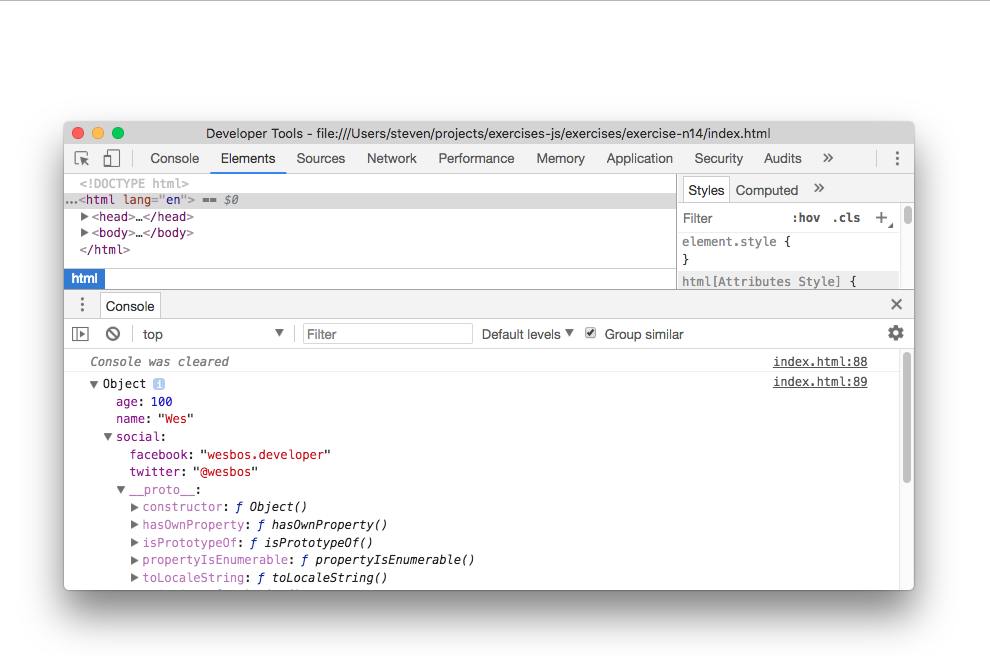 Developer Tools - file:///Users/steven/projects/exercises-js/exercises/exercise-n14/index.html
Console Elements Sources Network Performance Memory Application Security Audits »
<!DOCTYPE html>
…<html lang="en"> == $0
▶<head>…</head>
▶<body>…</body>
</html>
html
Styles Computed »
Filter :hov .cls +
element.style {
}
html[Attributes Style] {
Console
top ▼ Filter Default levels ▼ Group similar
Console was cleared index.html:88
▼Object i index.html:89
age: 100
name: "Wes"
▼social:
facebook: "wesbos.developer"
twitter: "@wesbos"
▼__proto__:
▶constructor: ƒ Object()
▶hasOwnProperty: ƒ hasOwnProperty()
▶isPrototypeOf: ƒ isPrototypeOf()
▶propertyIsEnumerable: ƒ propertyIsEnumerable()
▶toLocaleString: ƒ toLocaleString()